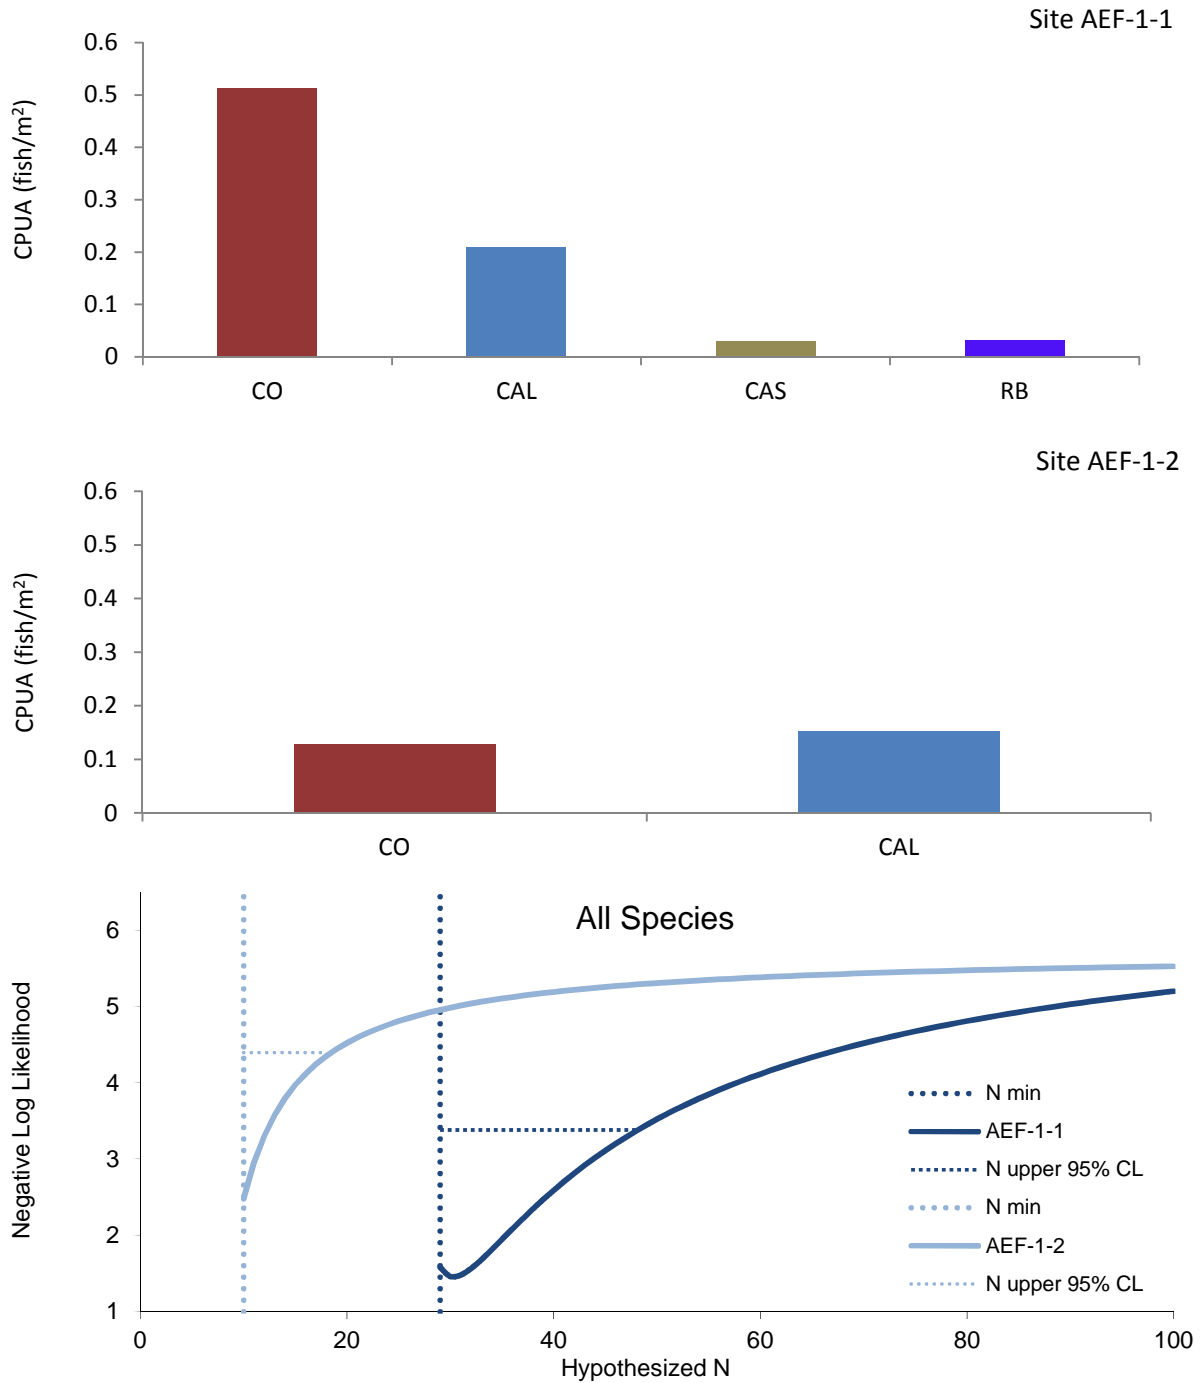 Site AEF-1-1
CPUA (fish/m²)
0.6
0.5
0.4
0.3
0.2
0.1
0
CO CAL CAS RB
Site AEF-1-2
CPUA (fish/m²)
0.6
0.5
0.4
0.3
0.2
0.1
0
CO CAL
All Species
Negative Log Likelihood
6
5
4
3
2
1
N min
AEF-1-1
N upper 95% CL
N min
AEF-1-2
N upper 95% CL
0 20 40 60 80 100
Hypothesized N